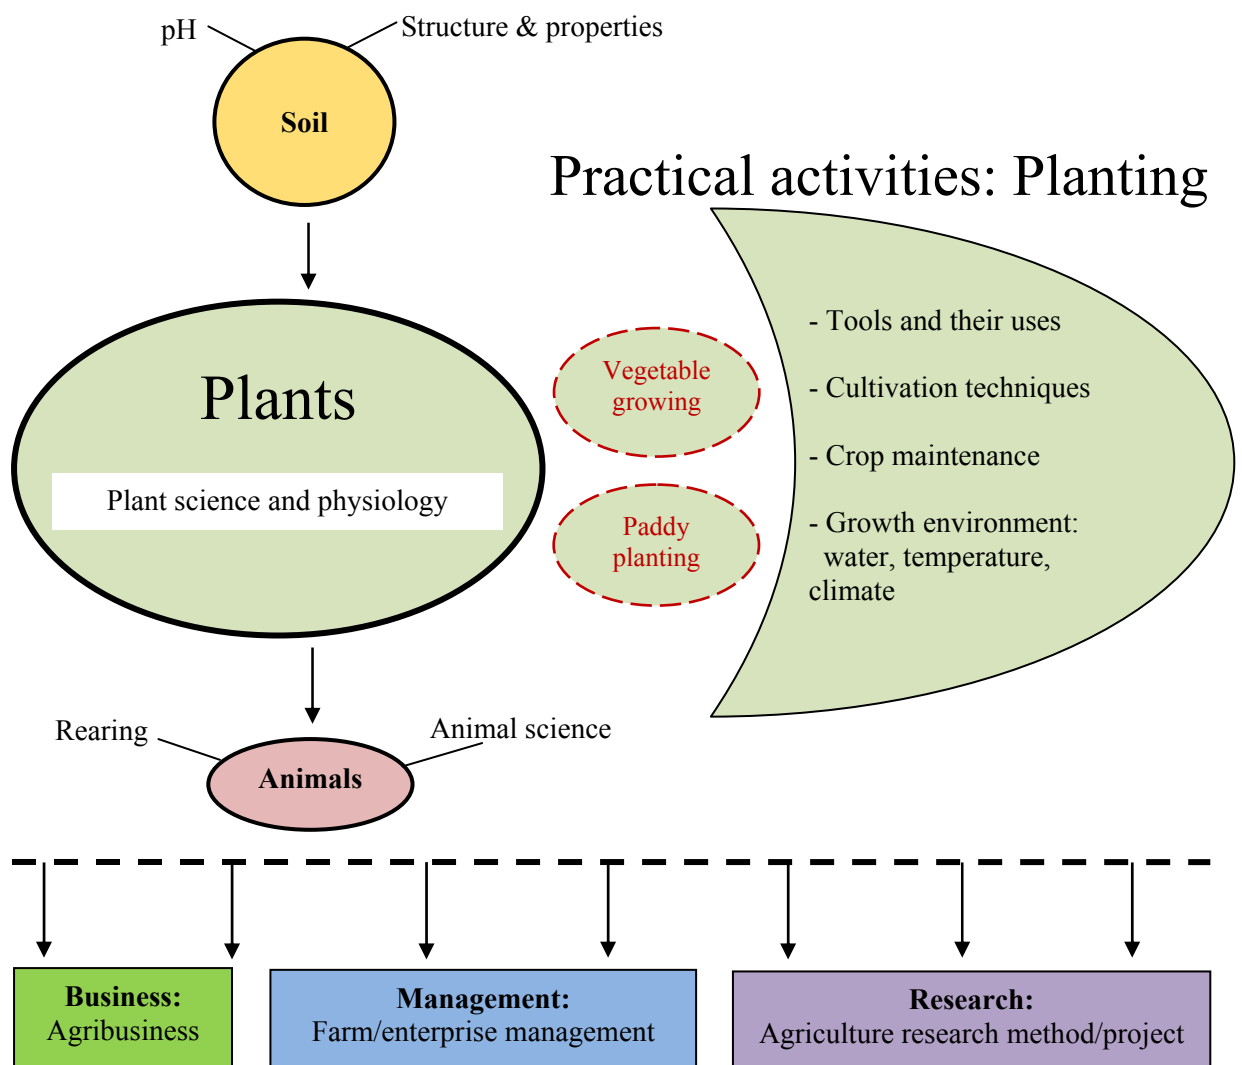 pH
Structure & properties
Soil
Practical activities: Planting
Plants
Plant science and physiology
Vegetable
growing
Paddy
planting
- Tools and their uses
- Cultivation techniques
- Crop maintenance
- Growth environment:
water, temperature,
climate
Rearing
Animal science
Animals
Business:
Agribusiness
Management:
Farm/enterprise management
Research:
Agriculture research method/project